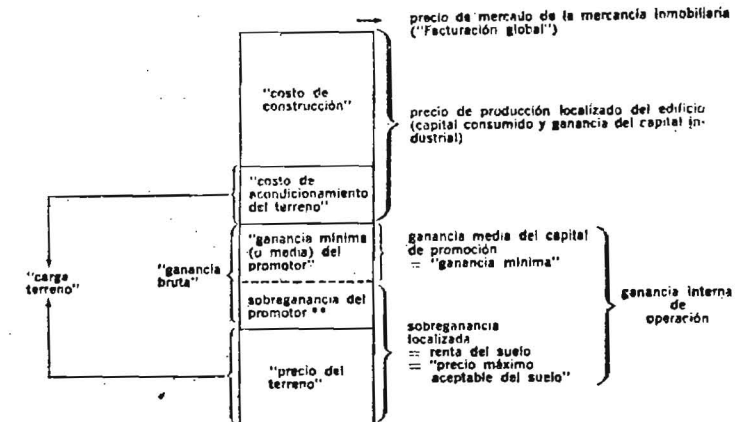 precio de mercado de la mercancía inmobiliaria
("Facturación global")
"costo de
construcción"
precio de producción localizado del edificio
(capital consumido y ganancia del capital in-
dustrial)
"costo de
acondicionamiento
del terreno"
"carga
terreno"
"ganancia
bruta"
"ganancia mínima
(o media) del
promotor"
ganancia media del capital
de promoción
= "ganancia mínima"
sobreganancia del
promotor **
ganancia interna
de
operación
sobreganancia
localizada
= renta del suelo
= "precio máximo
aceptable del suelo"
"precio del
terreno"